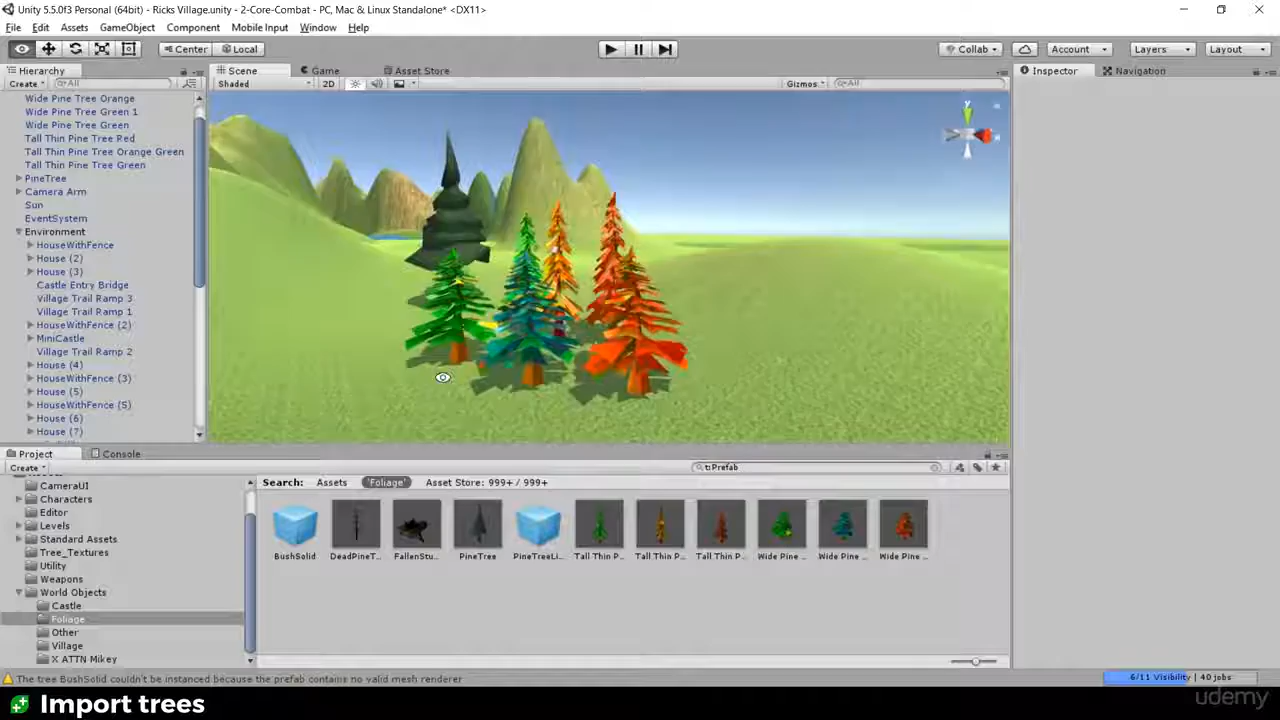 Unity 5.5.0f3 Personal (64bit) - Ricks Village.unity - 2-Core-Combat - PC, Mac & Linux Standalone* <DX11>
File Edit Assets GameObject Component Mobile Input Window Help
Center Local Collab Account Layers Layout
Hierarchy Scene Game Asset Store Inspector Navigation
Create All Shaded 2D Gizmos All
Wide Pine Tree Orange
Wide Pine Tree Green 1
Wide Pine Tree Green
Tall Thin Pine Tree Red
Tall Thin Pine Tree Orange Green
Tall Thin Pine Tree Green
PineTree
Camera Arm
Sun
EventSystem
Environment
HouseWithFence
House (2)
House (3)
Castle Entry Bridge
Village Trail Ramp 3
Village Trail Ramp 1
HouseWithFence (2)
MiniCastle
Village Trail Ramp 2
House (4)
HouseWithFence (3)
House (5)
HouseWithFence (5)
House (6)
House (7)
y
Project Console
Create t:Prefab
CameraUI
Characters
Editor
Levels
Standard Assets
Tree_Textures
Utility
Weapons
World Objects
Castle
Foliage
Other
Village
X ATTN Mikey
Search: Assets 'Foliage' Asset Store: 999+ / 999+
BushSolid DeadPineT... FallenStu... PineTree PineTreeLi... Tall Thin P... Tall Thin P... Tall Thin P... Wide Pine ... Wide Pine ... Wide Pine ...
The tree BushSolid couldn't be instanced because the prefab contains no valid mesh renderer
6/11 Visibility | 40 jobs
Import trees
udemy